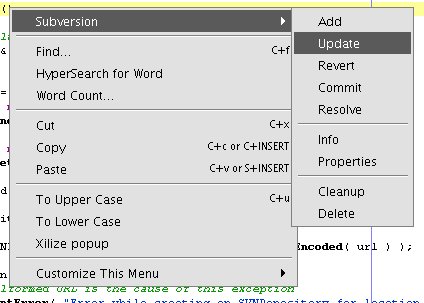 Subversion
Find... C+f
HyperSearch for Word
Word Count...
Cut C+x
Copy C+c or C+INSERT
Paste C+v or S+INSERT
To Upper Case C+u
To Lower Case
Xilize popup
Customize This Menu
Add
Update
Revert
Commit
Resolve
Info
Properties
Cleanup
Delete
Encoded( url ) );
URL is the cause of this exception
"Error while creating an SVNRepository for location